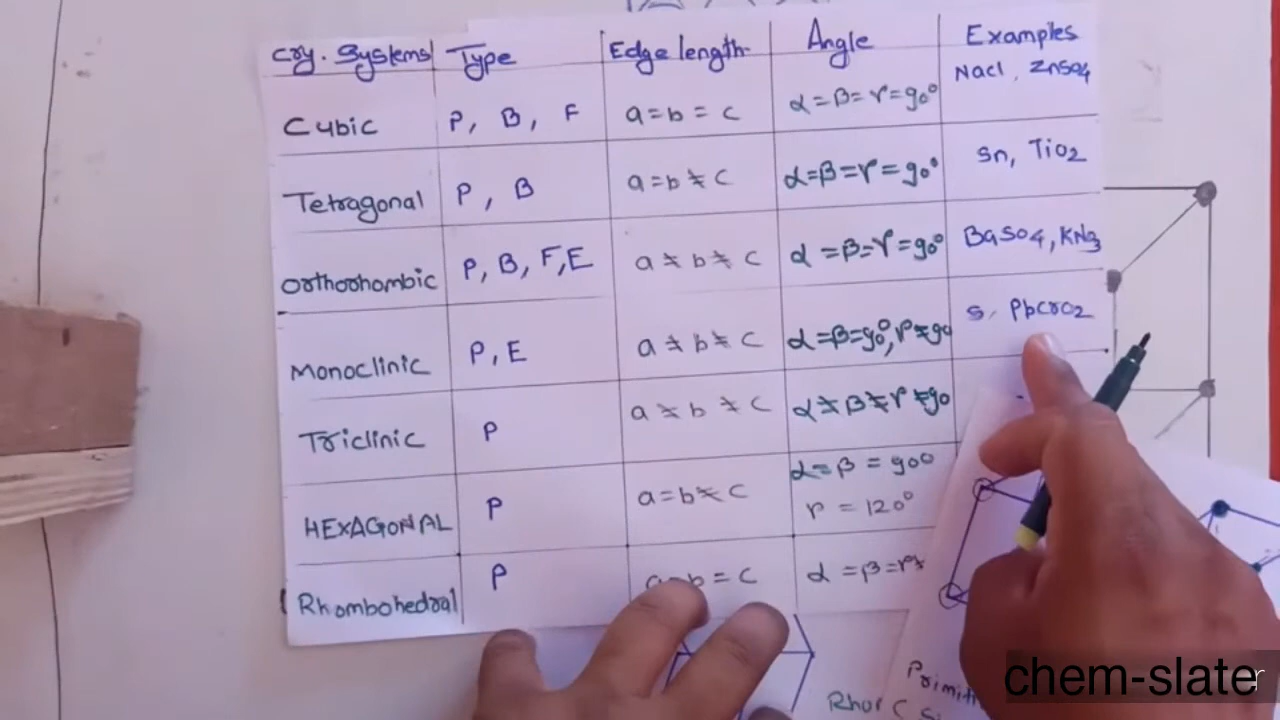 Cry. Systems Type Edge length Angle Examples
Cubic P, B, F a = b = c α = β = r = 90° Nacl, ZnSO4
Tetragonal P, B a = b ≠ c α = β = r = 90° Sn, TiO2
Orthorhombic P, B, F, E a ≠ b ≠ c α = β = r = 90° BaSO4, KNO3
Monoclinic P, E a ≠ b ≠ c α = β = 90°, r ≠ 90 S, PbCrO2
Triclinic P a ≠ b ≠ c α ≠ β ≠ r ≠ 90
HEXAGONAL P a = b ≠ c α = β = 90°
r = 120°
Rhombohedral P = c α = β = r ≠
chem-slater